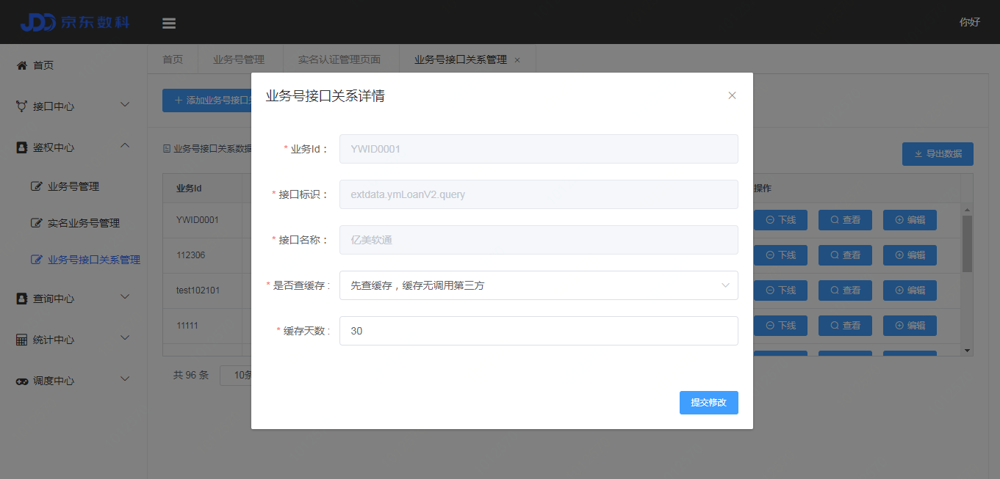 JDD 京东数科
你好
首页
接口中心
鉴权中心
业务号管理
实名业务号管理
业务号接口关系管理
查询中心
统计中心
调度中心
首页 业务号管理 实名认证管理页面 业务号接口关系管理 ×
添加业务号接口
业务号接口关系数据
导出数据
业务Id 操作
YWID0001 下线 查看 编辑
112306 下线 查看 编辑
test102101 下线 查看 编辑
11111 下线 查看 编辑
共 96 条 10条
业务号接口关系详情
* 业务Id： YWID0001
* 接口标识： extdata.ymLoanV2.query
* 接口名称： 亿美软通
* 是否查缓存： 先查缓存，缓存无调用第三方
* 缓存天数： 30
提交修改